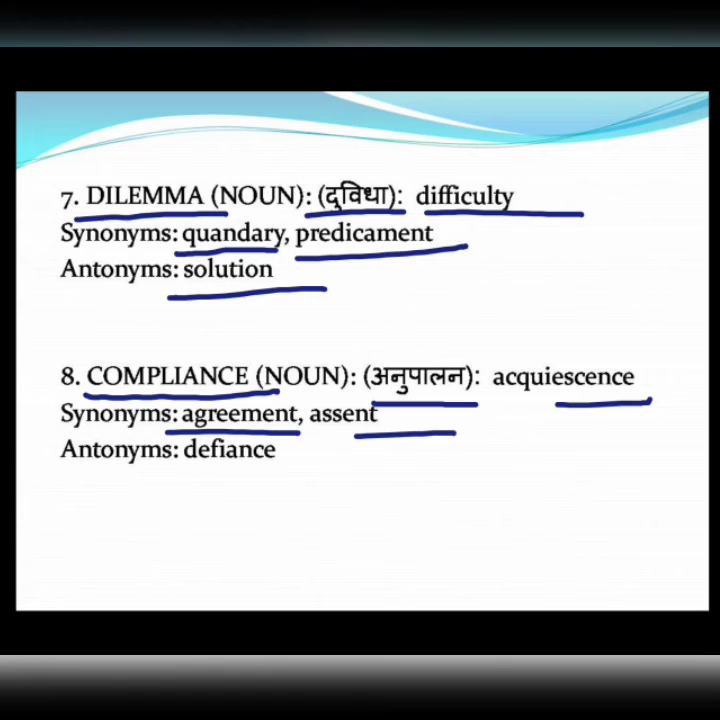 7. DILEMMA (NOUN): (दुविधा): difficulty
Synonyms: quandary, predicament
Antonyms: solution
8. COMPLIANCE (NOUN): (अनुपालन): acquiescence
Synonyms: agreement, assent
Antonyms: defiance